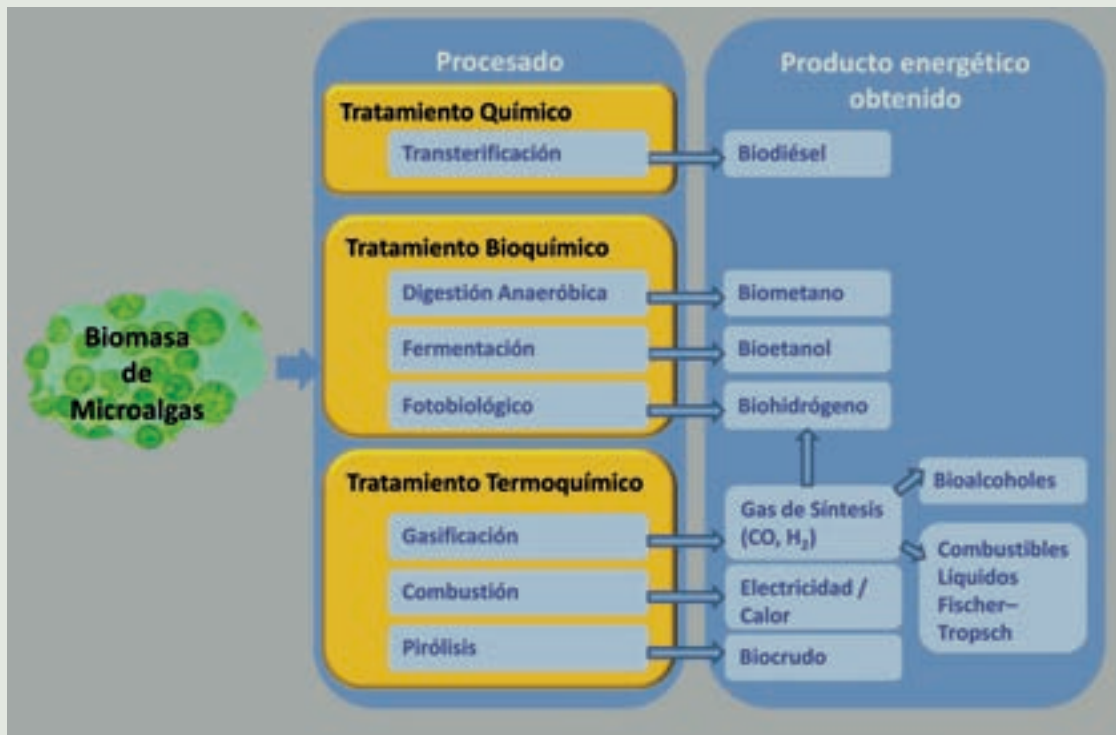 Procesado
Producto energético
obtenido
Tratamiento Químico
Transterificación
Biodiésel
Tratamiento Bioquímico
Digestión Anaeróbica
Biometano
Fermentación
Bioetanol
Fotobiológico
Biohidrógeno
Biomasa
de
Microalgas
Tratamiento Termoquímico
Gasificación
Gas de Síntesis
(CO, H₂)
Bioalcoholes
Combustibles
Líquidos
Fischer–
Tropsch
Combustión
Electricidad /
Calor
Pirólisis
Biocrudo